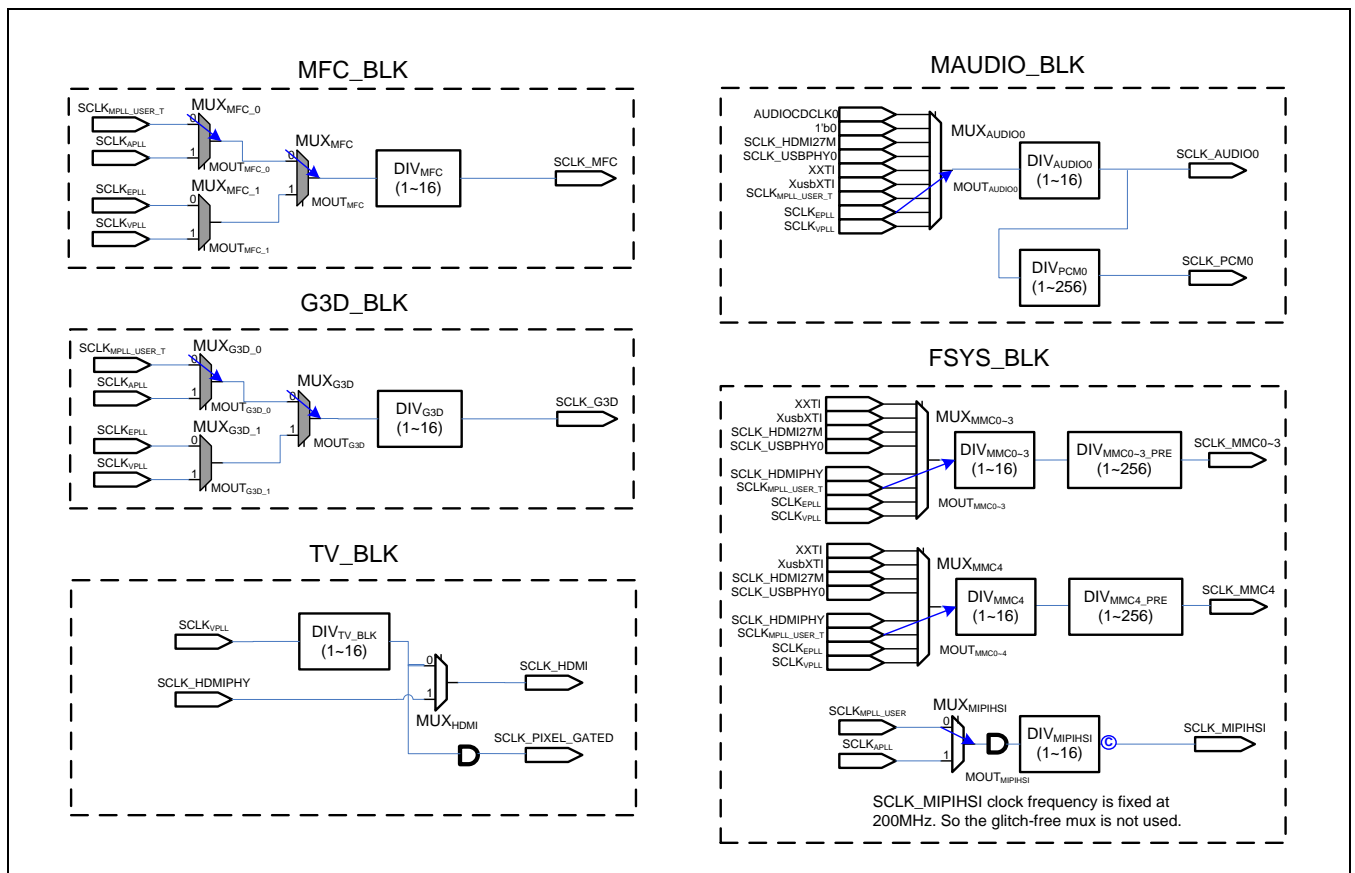 MFC_BLK
SCLKMPLL_USER_T
MUXMFC_0
0
SCLKAPLL
1
MOUTMFC_0
MUXMFC
0
1
MOUTMFC
DIVMFC
(1~16)
SCLK_MFC
SCLKEPLL
MUXMFC_1
0
SCLKVPLL
1
MOUTMFC_1
G3D_BLK
SCLKMPLL_USER_T
MUXG3D_0
0
SCLKAPLL
1
MOUTG3D_0
MUXG3D
0
1
MOUTG3D
DIVG3D
(1~16)
SCLK_G3D
SCLKEPLL
MUXG3D_1
0
SCLKVPLL
1
MOUTG3D_1
TV_BLK
SCLKVPLL
DIVTV_BLK
(1~16)
0
SCLK_HDMI
SCLK_HDMIPHY
1
MUXHDMI
SCLK_PIXEL_GATED
MAUDIO_BLK
AUDIOCDCLK0
1'b0
SCLK_HDMI27M
SCLK_USBPHY0
XXTI
XusbXTI
SCLKMPLL_USER_T
SCLKEPLL
SCLKVPLL
MUXAUDIO0
MOUTAUDIO0
DIVAUDIO0
(1~16)
SCLK_AUDIO0
DIVPCM0
(1~256)
SCLK_PCM0
FSYS_BLK
XXTI
XusbXTI
SCLK_HDMI27M
SCLK_USBPHY0
SCLK_HDMIPHY
SCLKMPLL_USER_T
SCLKEPLL
SCLKVPLL
MUXMMC0~3
MOUTMMC0~3
DIVMMC0~3
(1~16)
DIVMMC0~3_PRE
(1~256)
SCLK_MMC0~3
XXTI
XusbXTI
SCLK_HDMI27M
SCLK_USBPHY0
SCLK_HDMIPHY
SCLKMPLL_USER_T
SCLKEPLL
SCLKVPLL
MUXMMC4
MOUTMMC0~4
DIVMMC4
(1~16)
DIVMMC4_PRE
(1~256)
SCLK_MMC4
SCLKMPLL_USER
0
SCLKAPLL
1
MUXMIPIHSI
MOUTMIPIHSI
DIVMIPIHSI
(1~16)
C
SCLK_MIPIHSI
SCLK_MIPIHSI clock frequency is fixed at
200MHz. So the glitch-free mux is not used.